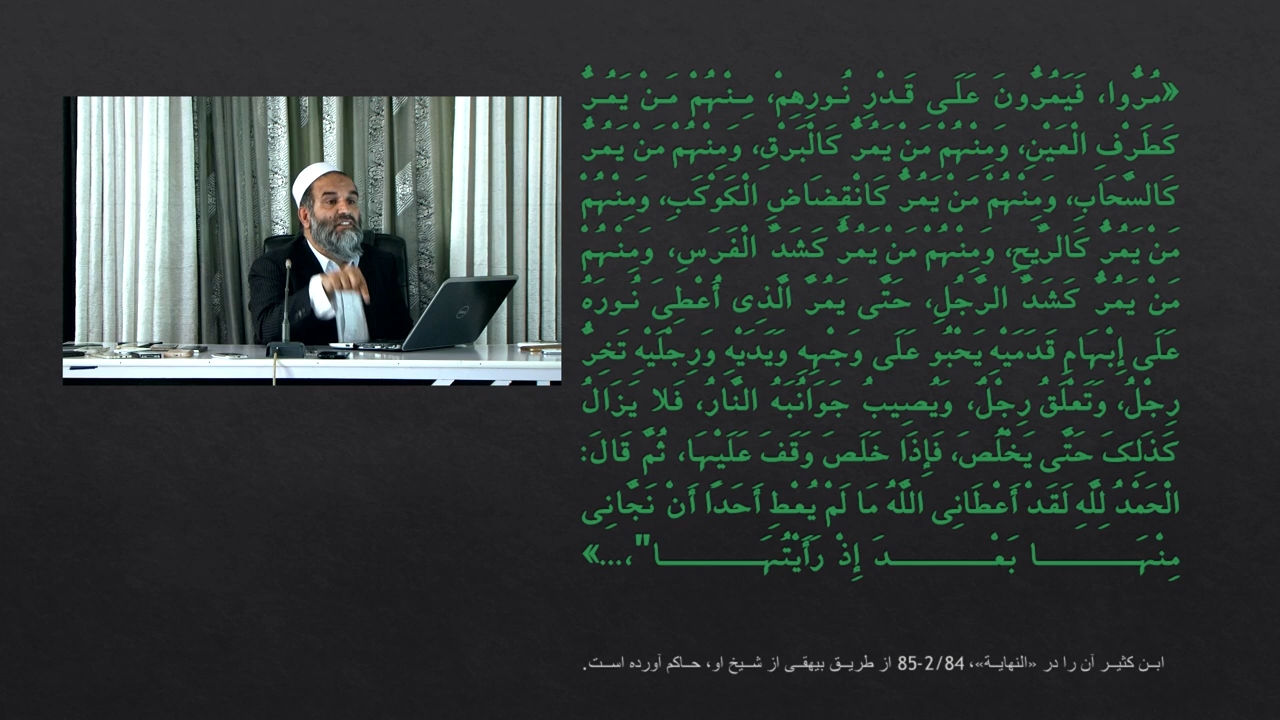 «مُرُّوا، فَيَمُرُّونَ عَلَى قَدْرِ نُورِهِمْ، مِنْهُمْ مَنْ يَمُرُّ
كَطَرْفِ الْعَيْنِ، وَمِنْهُمْ مَنْ يَمُرُّ كَالْبَرْقِ، وَمِنْهُمْ مَنْ يَمُرُّ
كَالسَّحَابِ، وَمِنْهُمْ مَنْ يَمُرُّ كَانْقِضَاضِ الْكَوْكَبِ، وَمِنْهُمْ
مَنْ يَمُرُّ كَالرِّيحِ، وَمِنْهُمْ مَنْ يَمُرُّ كَشَدِّ الْفَرَسِ، وَمِنْهُمْ
مَنْ يَمُرُّ كَشَدِّ الرَّجُلِ، حَتَّى يَمُرَّ الَّذِى أُعْطِىَ نُورَهُ
عَلَى إِبْهَامِ قَدَمَيْهِ يَحْبُو عَلَى وَجْهِهِ وَيَدَيْهِ وَرِجْلَيْهِ تَخِرُّ
رِجْلٌ، وَتَعْلَقُ رِجْلٌ، وَيُصِيبُ جَوَانِبَهُ النَّارُ، فَلا يَزَالُ
كَذَلِکَ حَتَّى يَخْلُصَ، فَإِذَا خَلَصَ وَقَفَ عَلَيْهَا، ثُمَّ قَالَ:
الْحَمْدُ لِلَّهِ لَقَدْ أَعْطَانِى اللَّهُ مَا لَمْ يُعْطِ أَحَدًا أَنْ نَجَّانِى
مِنْهَا بَعْدَ إِذْ رَأَيْتُهَا"،...»
ابن کثیر آن را در «النهایة»، 2/84-85 از طریق بیهقی از شیخ او، حاکم آورده است.